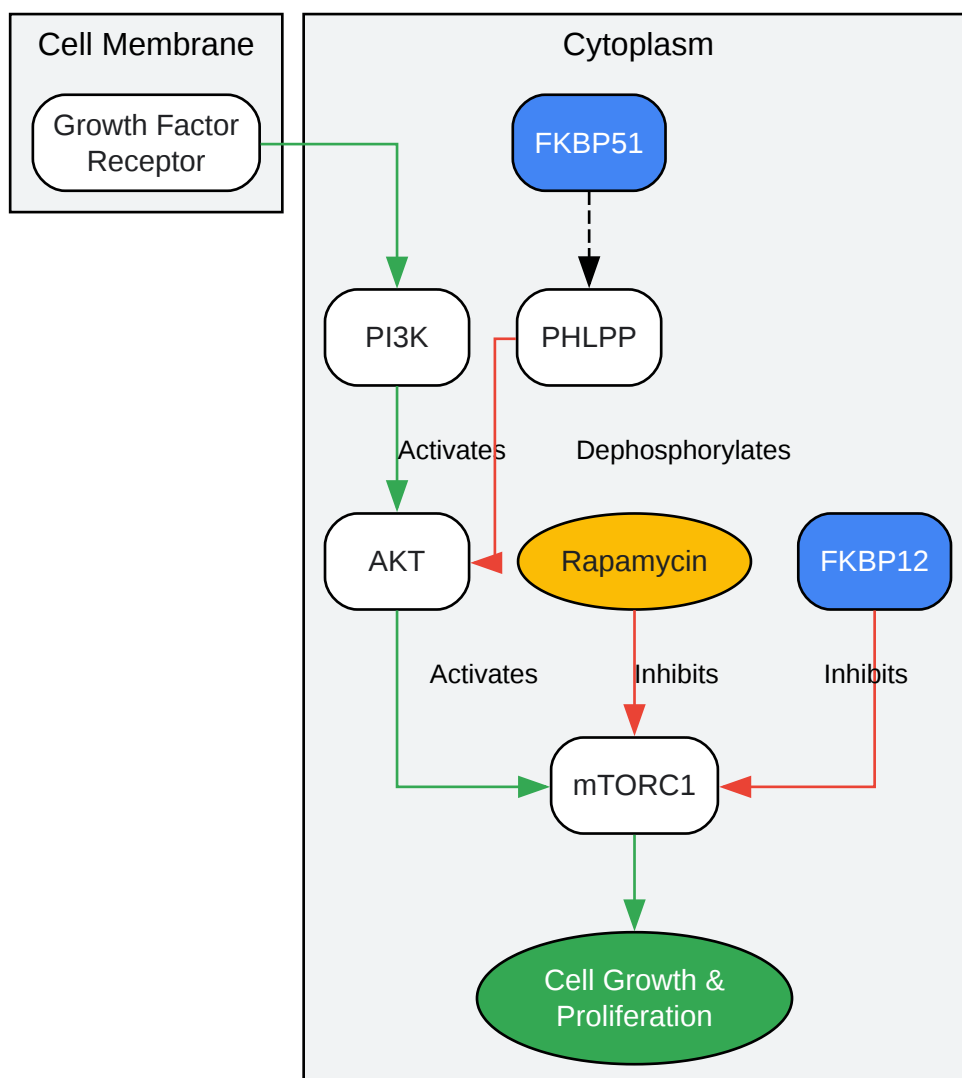 Cell Membrane
Cytoplasm
Growth Factor
Receptor
FKBP51
PI3K
PHLPP
Activates
Dephosphorylates
AKT
Rapamycin
FKBP12
Activates
Inhibits
Inhibits
mTORC1
Cell Growth &
Proliferation